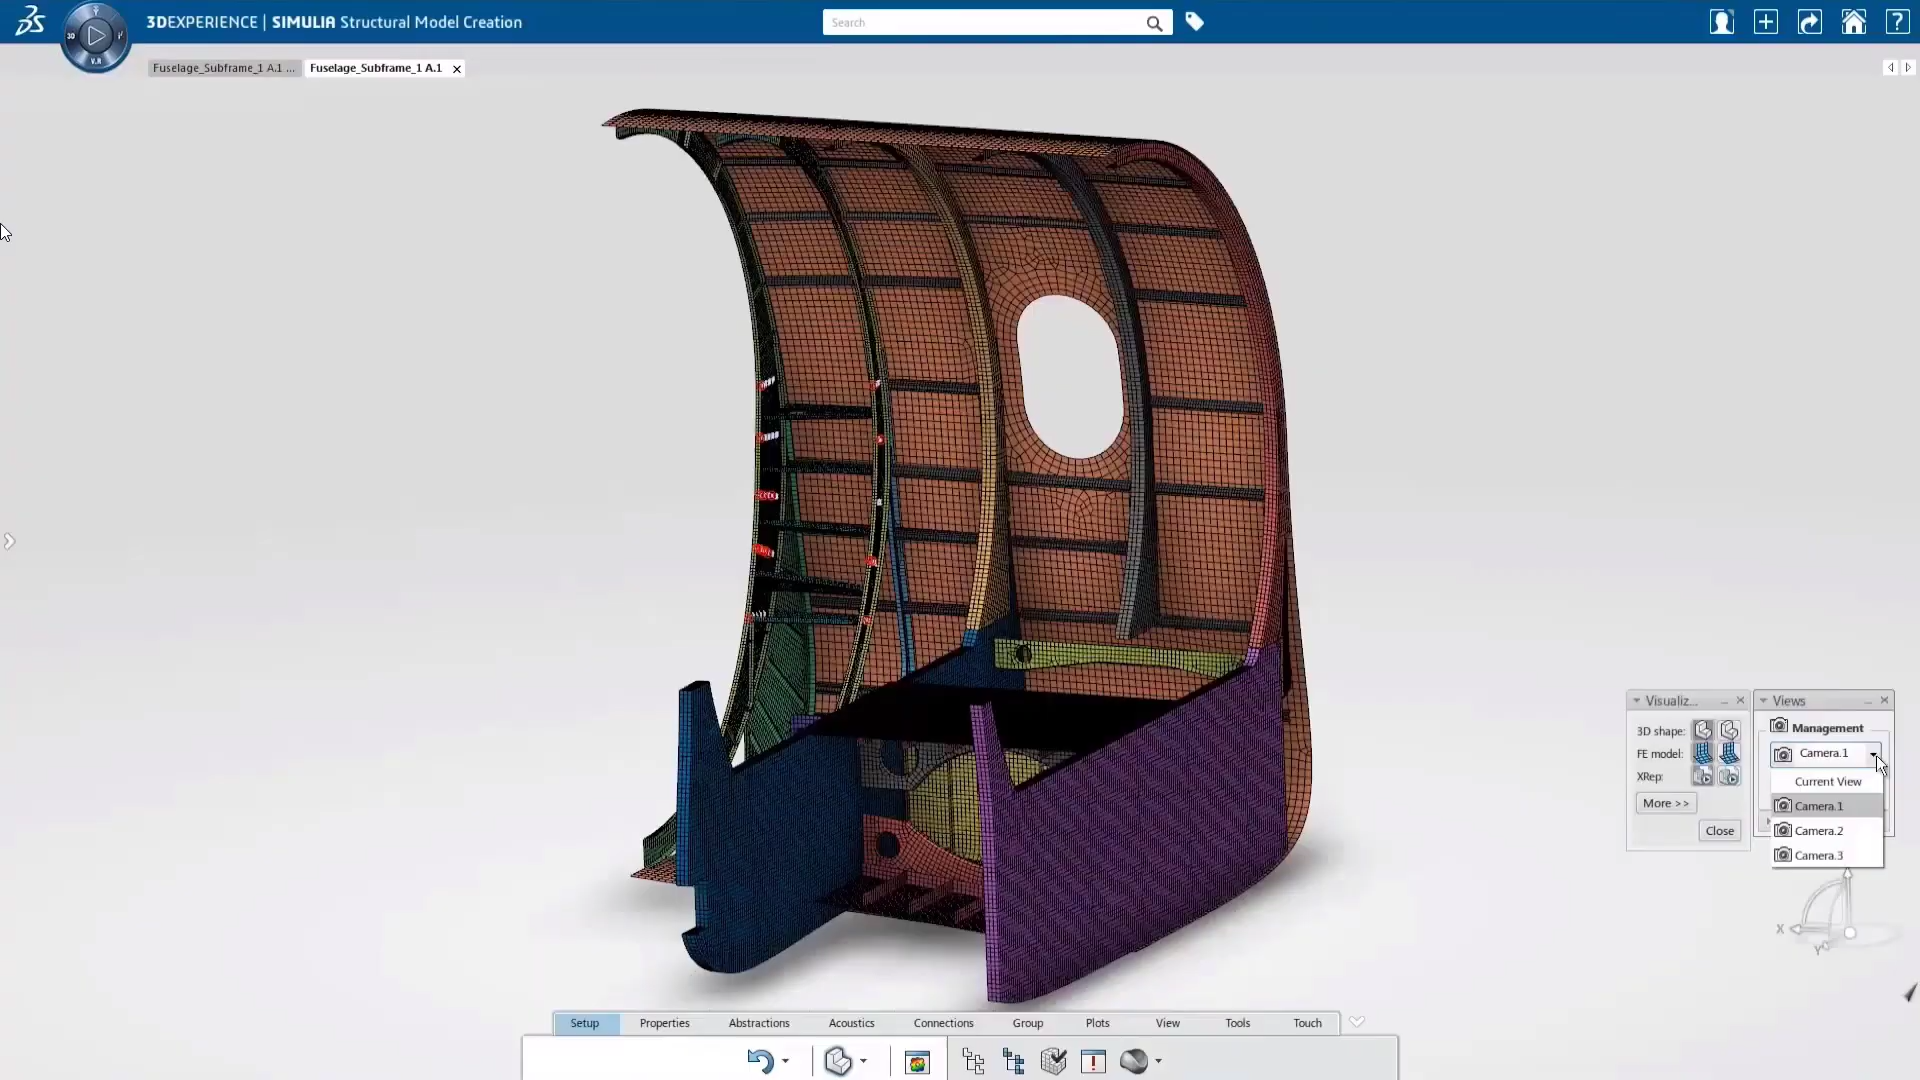 3DEXPERIENCE | SIMULIA Structural Model Creation
Search
3D
V.R
Fuselage_Subframe_1 A.1 ...
Fuselage_Subframe_1 A.1
Visualiz...
3D shape:
FE model:
XRep:
More >>
Close
Views
Management
Camera.1
Current View
Camera.1
Camera.2
Camera.3
X
Y
Setup
Properties
Abstractions
Acoustics
Connections
Group
Plots
View
Tools
Touch